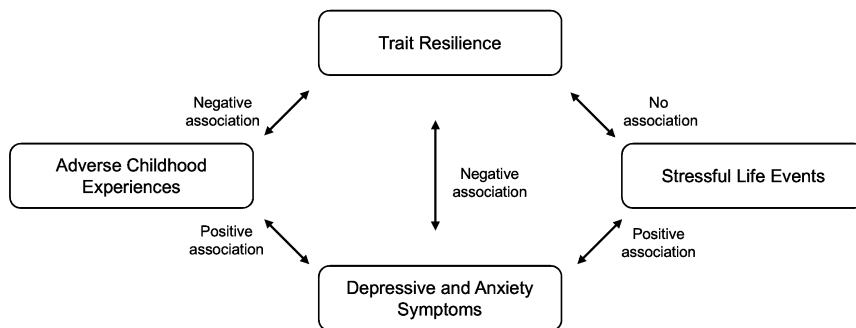 Trait Resilience
Negative
association
No
association
Adverse Childhood
Experiences
Negative
association
Stressful Life Events
Positive
association
Positive
association
Depressive and Anxiety
Symptoms